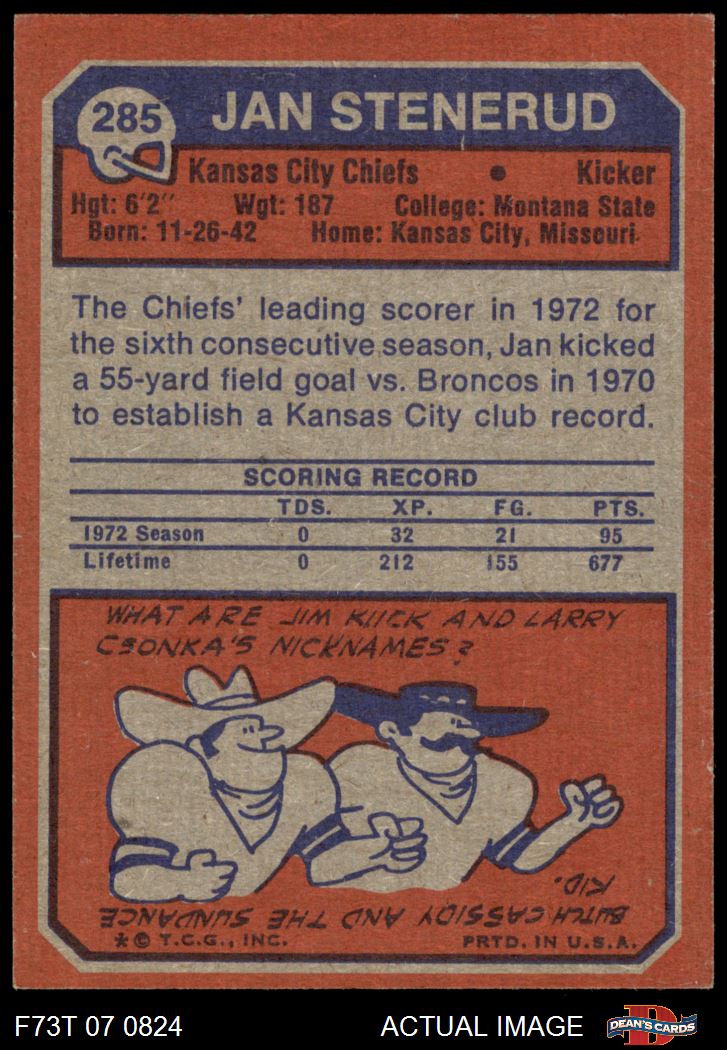 285
JAN STENERUD
Kansas City Chiefs • Kicker
Hgt: 6'2" Wgt: 187 College: Montana State
Born: 11-26-42 Home: Kansas City, Missouri
The Chiefs' leading scorer in 1972 for
the sixth consecutive season, Jan kicked
a 55-yard field goal vs. Broncos in 1970
to establish a Kansas City club record.
SCORING RECORD
TDS. XP. FG. PTS.
1972 Season 0 32 21 95
Lifetime 0 212 155 677
WHAT ARE JIM KIICK AND LARRY
CSONKA'S NICKNAMES?
BUTCH CASSIDY AND THE SUNDANCE
KID.
* © T.C.G., INC. PRTD. IN U.S.A.
F73T 07 0824 ACTUAL IMAGE
D
DEAN'S CARDS